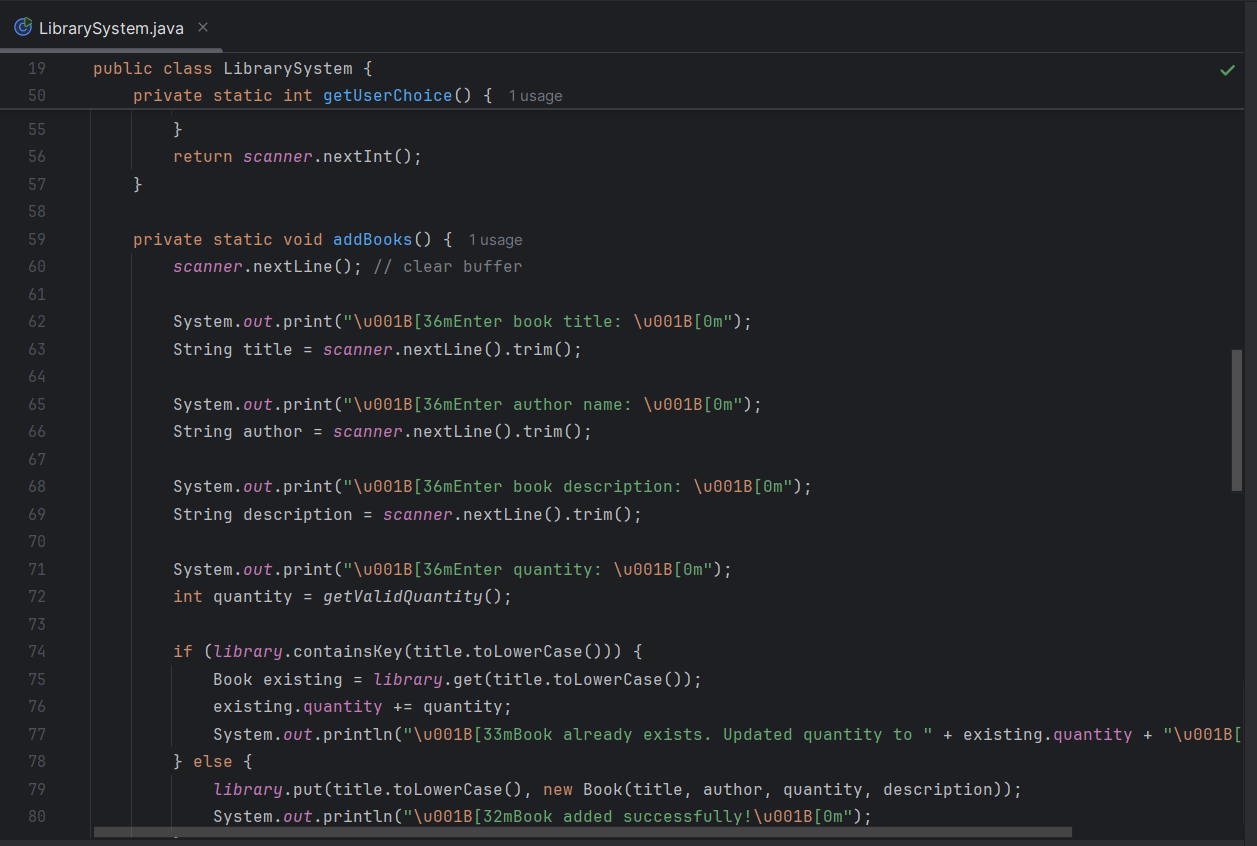 LibrarySystem.java
19 public class LibrarySystem {
50 private static int getUserChoice() { 1 usage
55 }
56 return scanner.nextInt();
57 }
58
59 private static void addBooks() { 1 usage
60 scanner.nextLine(); // clear buffer
61
62 System.out.print("\u001B[36mEnter book title: \u001B[0m");
63 String title = scanner.nextLine().trim();
64
65 System.out.print("\u001B[36mEnter author name: \u001B[0m");
66 String author = scanner.nextLine().trim();
67
68 System.out.print("\u001B[36mEnter book description: \u001B[0m");
69 String description = scanner.nextLine().trim();
70
71 System.out.print("\u001B[36mEnter quantity: \u001B[0m");
72 int quantity = getValidQuantity();
73
74 if (library.containsKey(title.toLowerCase())) {
75 Book existing = library.get(title.toLowerCase());
76 existing.quantity += quantity;
77 System.out.println("\u001B[33mBook already exists. Updated quantity to " + existing.quantity + "\u001B[
78 } else {
79 library.put(title.toLowerCase(), new Book(title, author, quantity, description));
80 System.out.println("\u001B[32mBook added successfully!\u001B[0m");